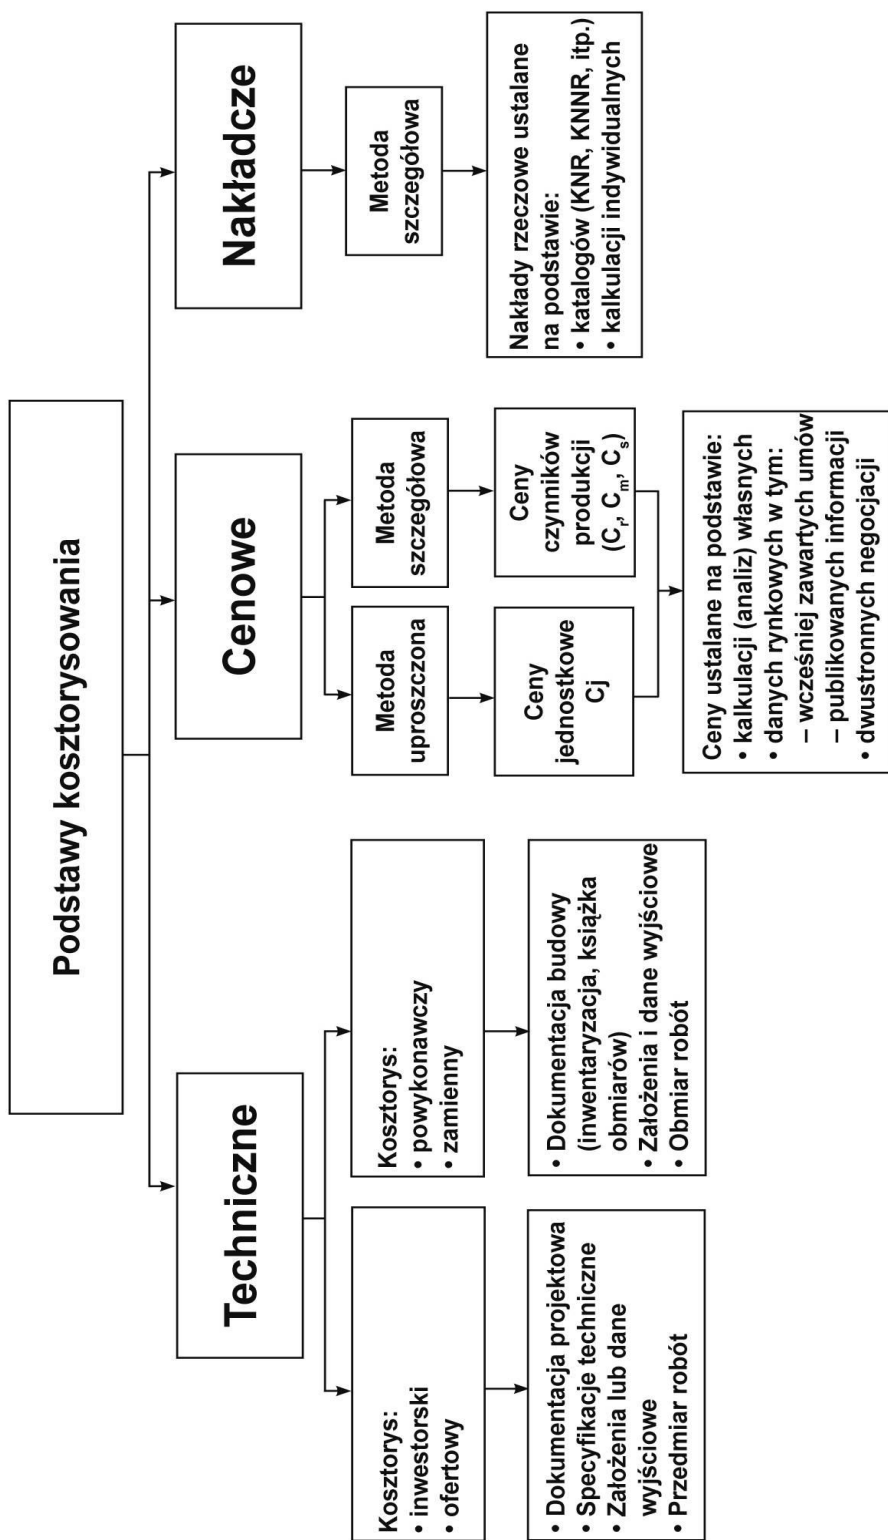 Podstawy kosztorysowania
Techniczne
Kosztorys:
• inwestorski
• ofertowy
• Dokumentacja projektowa
• Specyfikacje techniczne
• Założenia lub dane
wyjściowe
• Przedmiar robót
Kosztorys:
• powykonawczy
• zamienny
• Dokumentacja budowy
(inwentaryzacja, książka
obmiarów)
• Założenia i dane wyjściowe
• Obmiar robót
Cenowe
Metoda
uproszczona
Ceny
jednostkowe
Cj
Metoda
szczegółowa
Ceny
czynników
produkcji
(Cr, Cm, Cs)
Ceny ustalane na podstawie:
• kalkulacji (analiz) własnych
• danych rynkowych w tym:
– wcześniej zawartych umów
– publikowanych informacji
• dwustronnych negocjacji
Nakładcze
Metoda
szczegółowa
Nakłady rzeczowe ustalane
na podstawie:
• katalogów (KNR, KNNR, itp.)
• kalkulacji indywidualnych